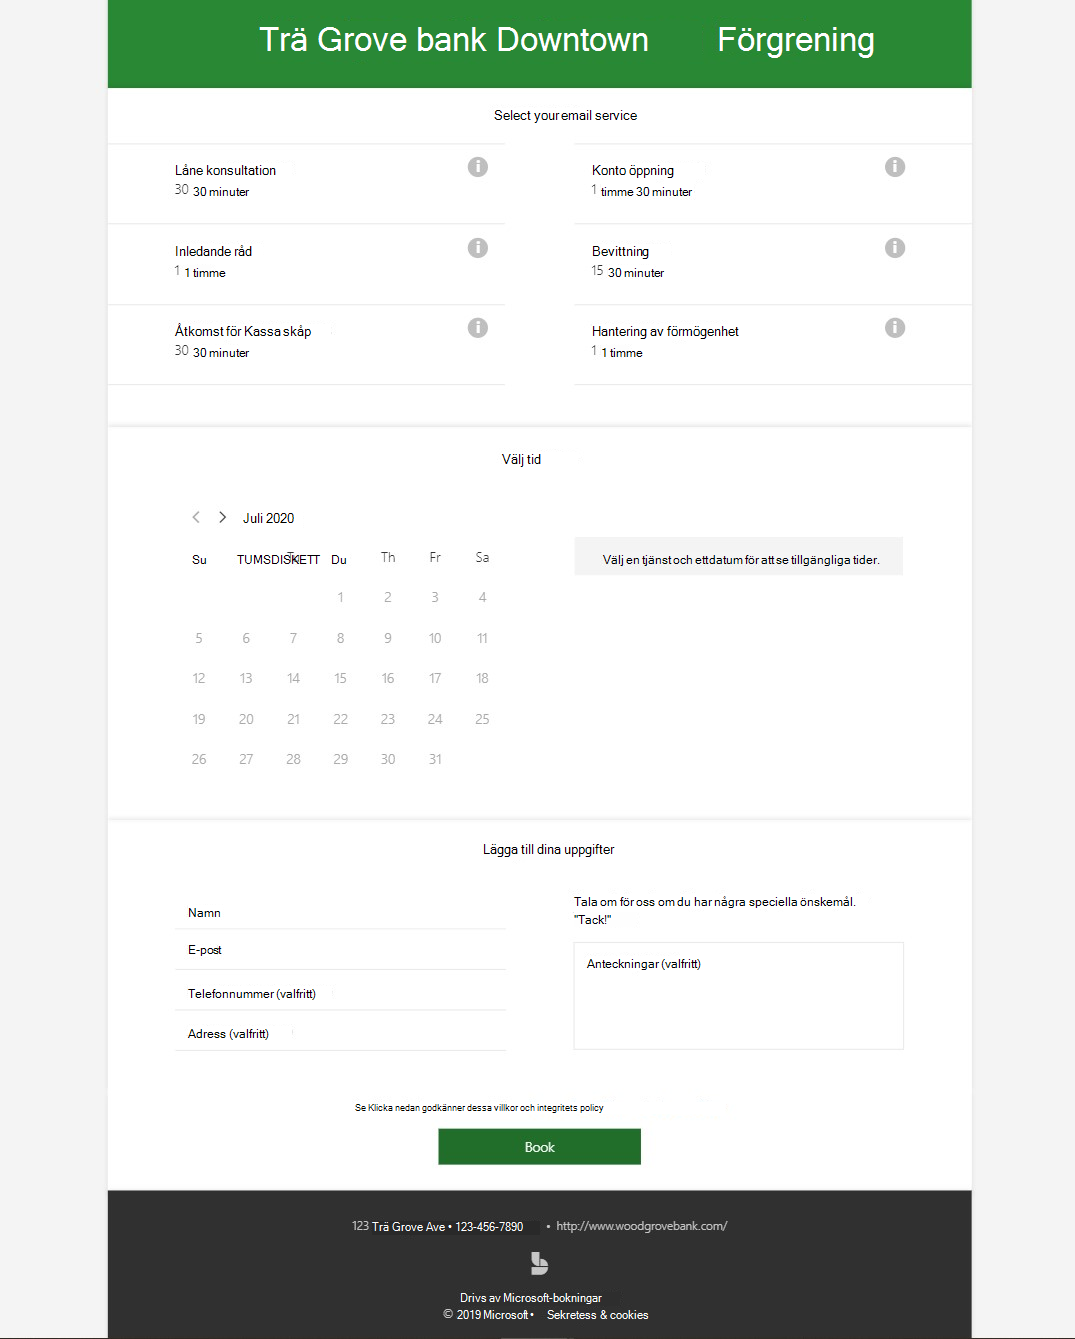 Trä Grove bank Downtown Förgrening
Select your email service
Låne konsultation
30 30 minuter
Konto öppning
1 timme 30 minuter
Inledande råd
1 1 timme
Bevittning
15 30 minuter
Åtkomst för Kassa skåp
30 30 minuter
Hantering av förmögenhet
1 1 timme
Välj tid
Juli 2020
Su TUMSDISKETT Du Th Fr Sa
1 2 3 4
5 6 7 8 9 10 11
12 13 14 15 16 17 18
19 20 21 22 23 24 25
26 27 28 29 30 31
Välj en tjänst och ettdatum för att se tillgängliga tider.
Lägga till dina uppgifter
Namn
E-post
Telefonnummer (valfritt)
Adress (valfritt)
Tala om för oss om du har några speciella önskemål.
"Tack!"
Anteckningar (valfritt)
Se Klicka nedan godkänner dessa villkor och integritets policy
Book
123 Trä Grove Ave • 123-456-7890 • http://www.woodgrovebank.com/
Drivs av Microsoft-bokningar
© 2019 Microsoft • Sekretess & cookies